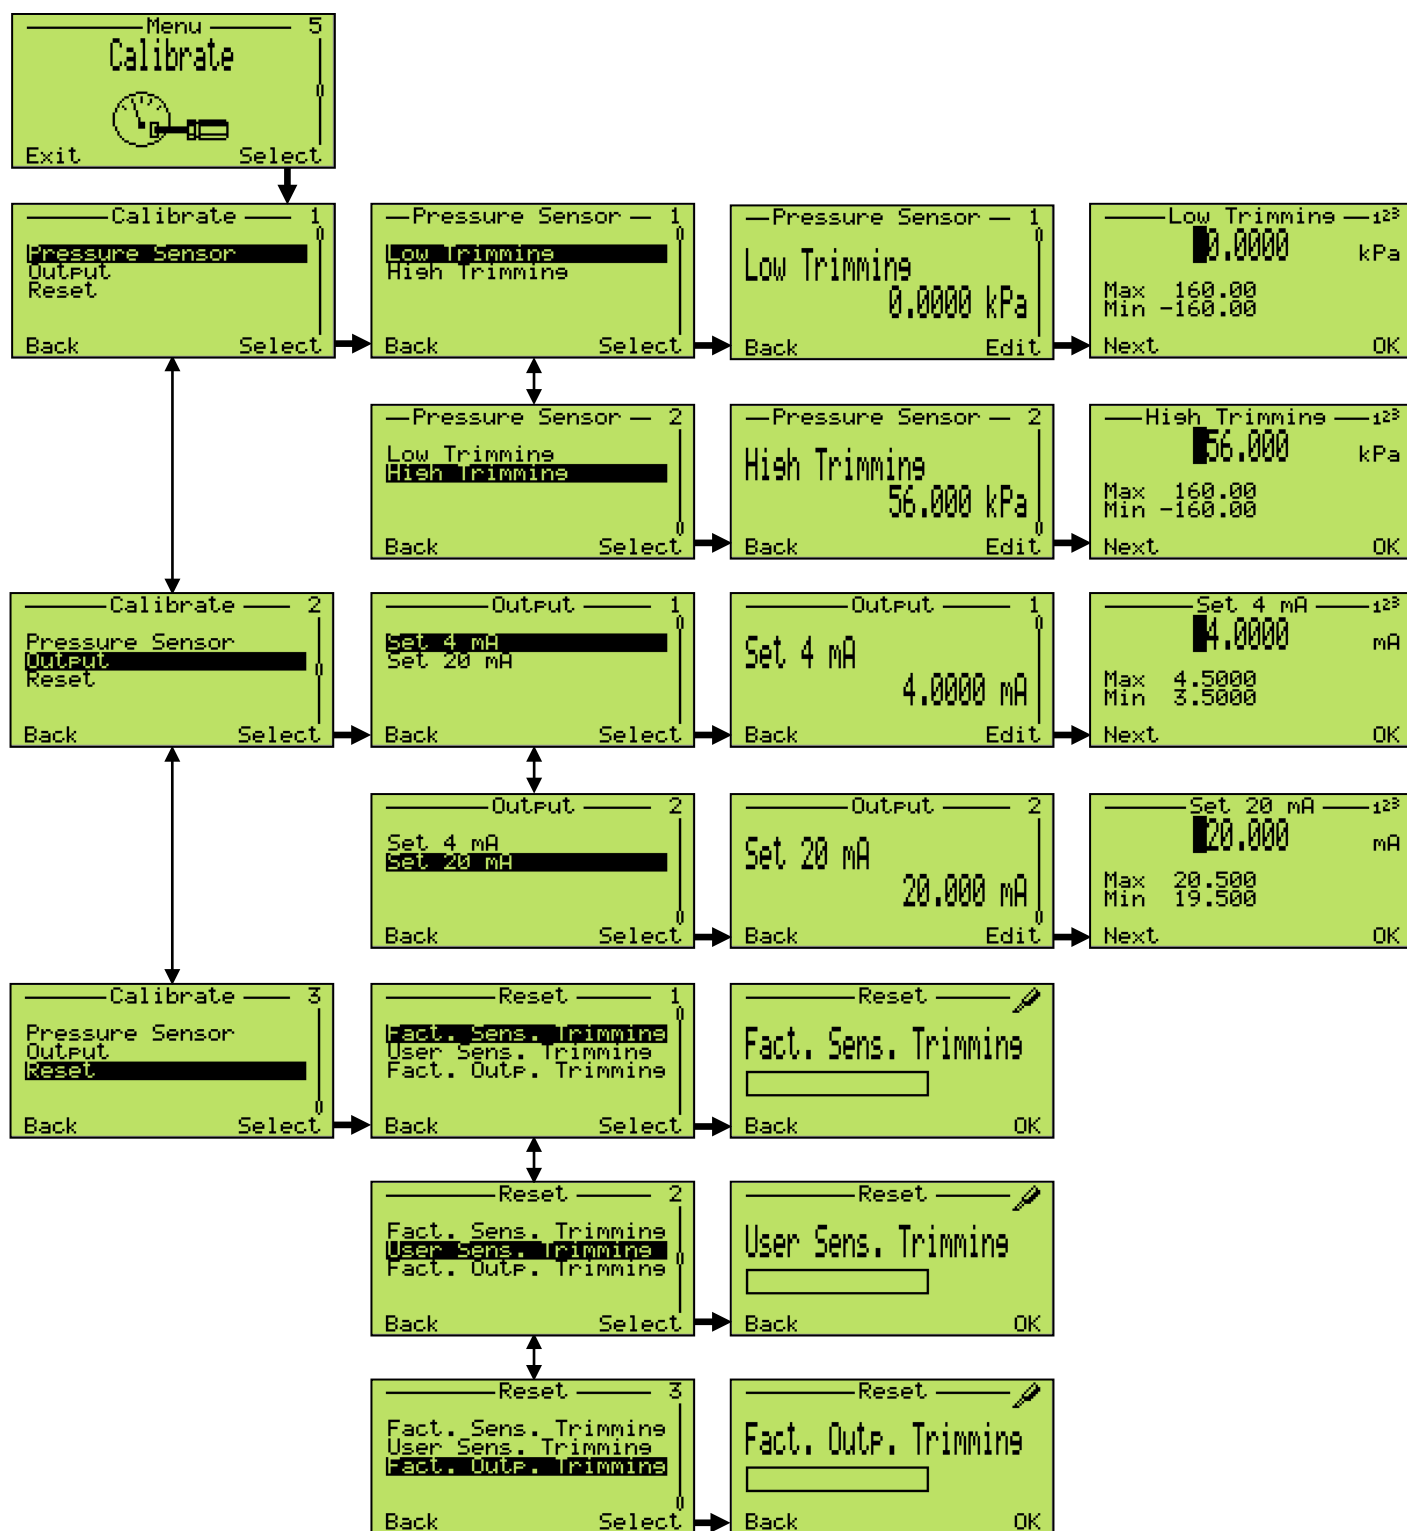 Menu 5
Calibrate
Exit Select
Calibrate 1
Pressure Sensor
Output
Reset
Back Select
Pressure Sensor 1
Low Trimming
High Trimming
Back Select
Pressure Sensor 1
Low Trimming
0.0000 kPa
Back Edit
Low Trimming 123
0.0000 kPa
Max 160.00
Min -160.00
Next OK
Pressure Sensor 2
Low Trimming
High Trimming
Back Select
Pressure Sensor 2
High Trimming
56.000 kPa
Back Edit
High Trimming 123
56.000 kPa
Max 160.00
Min -160.00
Next OK
Calibrate 2
Pressure Sensor
Output
Reset
Back Select
Output 1
Set 4 mA
Set 20 mA
Back Select
Output 1
Set 4 mA
4.0000 mA
Back Edit
Set 4 mA 123
4.0000 mA
Max 4.5000
Min 3.5000
Next OK
Output 2
Set 4 mA
Set 20 mA
Back Select
Output 2
Set 20 mA
20.000 mA
Back Edit
Set 20 mA 123
20.000 mA
Max 20.500
Min 19.500
Next OK
Calibrate 3
Pressure Sensor
Output
Reset
Back Select
Reset 1
Fact. Sens. Trimming
User Sens. Trimming
Fact. Outp. Trimming
Back Select
Reset
Fact. Sens. Trimming
Back OK
Reset 2
Fact. Sens. Trimming
User Sens. Trimming
Fact. Outp. Trimming
Back Select
Reset
User Sens. Trimming
Back OK
Reset 3
Fact. Sens. Trimming
User Sens. Trimming
Fact. Outp. Trimming
Back Select
Reset
Fact. Outp. Trimming
Back OK